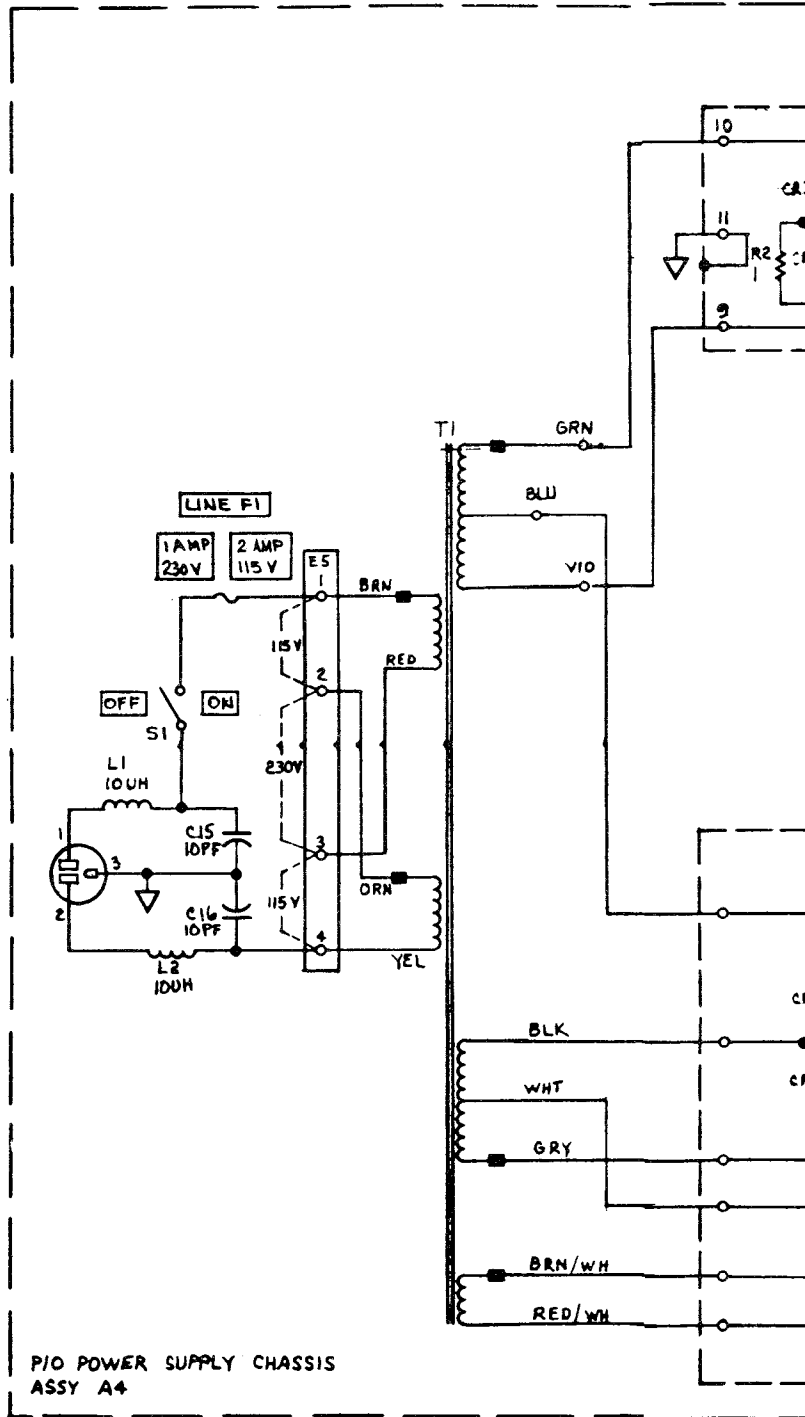 10
11
R2
1
9
T1
GRN
BLU
VIO
LINE F1
1 AMP
230V
2 AMP
115 V
E5
1
BRN
115V
RED
2
OFF
ON
S1
230V
L1
10UH
C15
10PF
3
1
3
2
C16
10PF
115V
ORN
4
YEL
L2
10UH
BLK
WHT
GRY
BRN/WH
RED/WH
P/O POWER SUPPLY CHASSIS
ASSY A4